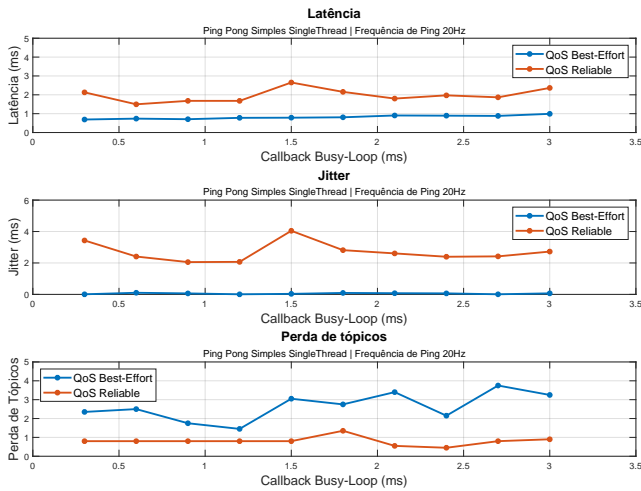 Latência
Ping Pong Simples SingleThread | Frequência de Ping 20Hz
QoS Best-Effort
QoS Reliable
Latência (ms)
5
4
3
2
1
0
0 0.5 1 1.5 2 2.5 3 3.5
Callback Busy-Loop (ms)
Jitter
Ping Pong Simples SingleThread | Frequência de Ping 20Hz
QoS Best-Effort
QoS Reliable
Jitter (ms)
6
4
2
0
0 0.5 1 1.5 2 2.5 3 3.5
Callback Busy-Loop (ms)
Perda de tópicos
Ping Pong Simples SingleThread | Frequência de Ping 20Hz
QoS Best-Effort
QoS Reliable
Perda de Tópicos
5
4
3
2
1
0
0 0.5 1 1.5 2 2.5 3 3.5
Callback Busy-Loop (ms)